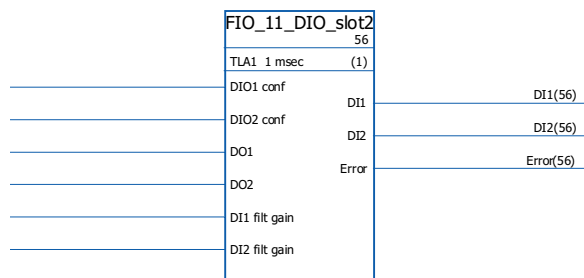 FIO_11_DIO_slot2
56
TLA1 1 msec (1)
DIO1 conf
DI1 DI1(56)
DIO2 conf
DI2 DI2(56)
DO1
Error Error(56)
DO2
DI1 filt gain
DI2 filt gain